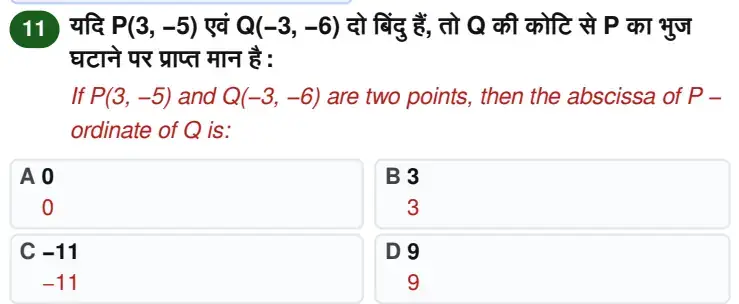 11 यदि P(3, −5) एवं Q(−3, −6) दो बिंदु हैं, तो Q की कोटि से P का भुज
घटाने पर प्राप्त मान है :
If P(3, −5) and Q(−3, −6) are two points, then the abscissa of P −
ordinate of Q is:
A 0
0
B 3
3
C −11
−11
D 9
9